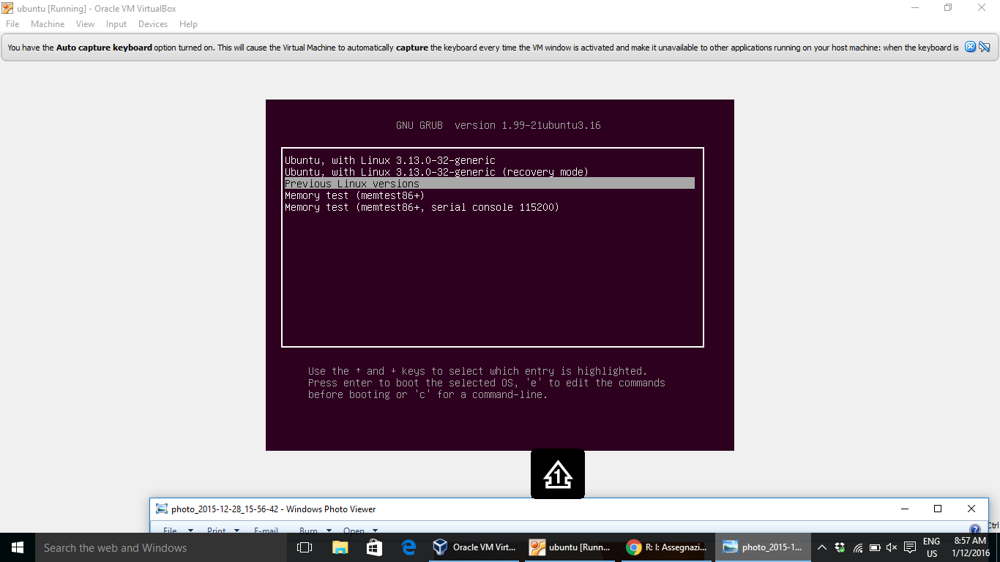 ubuntu [Running] - Oracle VM VirtualBox
File Machine View Input Devices Help
You have the Auto capture keyboard option turned on. This will cause the Virtual Machine to automatically capture the keyboard every time the VM window is activated and make it unavailable to other applications running on your host machine: when the keyboard is
GNU GRUB version 1.99-21ubuntu3.16
Ubuntu, with Linux 3.13.0-32-generic
Ubuntu, with Linux 3.13.0-32-generic (recovery mode)
Previous Linux versions
Memory test (memtest86+)
Memory test (memtest86+, serial console 115200)
Use the ↑ and ↓ keys to select which entry is highlighted.
Press enter to boot the selected OS, 'e' to edit the commands
before booting or 'c' for a command-line.
1
photo_2015-12-28_15-56-42 - Windows Photo Viewer
File Print E-mail Burn Open
Ctrl
Search the web and Windows
Oracle VM Virt...
ubuntu [Runn...
R: I: Assegnazi...
photo_2015-1...
ENG
US
8:57 AM
1/12/2016